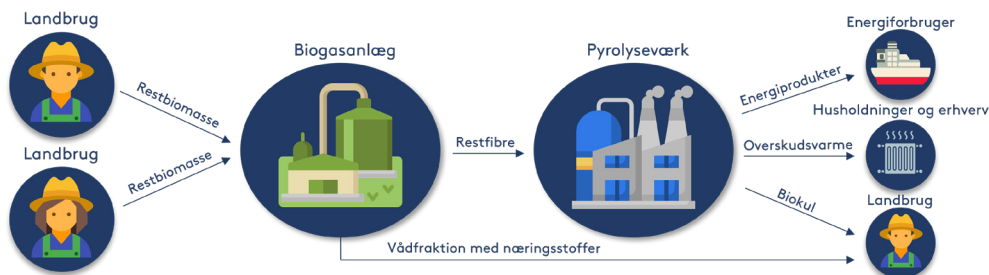 Landbrug
Restbiomasse
Landbrug
Restbiomasse
Biogasanlæg
Restfibre
Pyrolyseværk
Energiprodukter
Energiforbruger
Overskudsvarme
Husholdninger og erhverv
Biokul
Landbrug
Vådfraktion med næringsstoffer